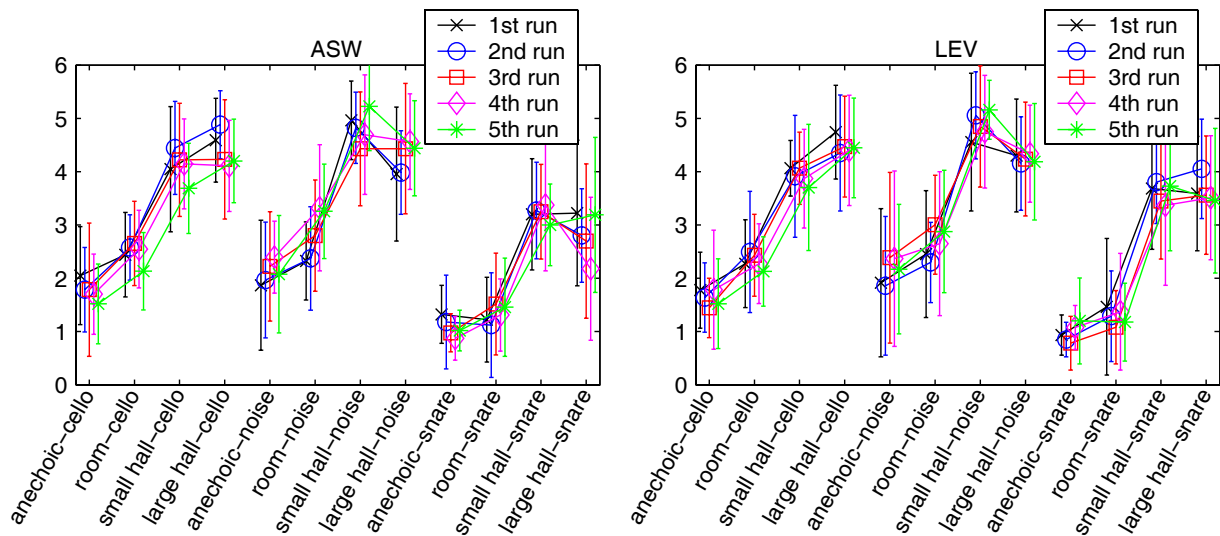 ASW
1st run
2nd run
3rd run
4th run
5th run
6
5
4
3
2
1
0
anechoic−cello
room−cello
small hall−cello
large hall−cello
anechoic−noise
room−noise
small hall−noise
large hall−noise
anechoic−snare
room−snare
small hall−snare
large hall−snare
LEV
1st run
2nd run
3rd run
4th run
5th run
6
5
4
3
2
1
0
anechoic−cello
room−cello
small hall−cello
large hall−cello
anechoic−noise
room−noise
small hall−noise
large hall−noise
anechoic−snare
room−snare
small hall−snare
large hall−snare